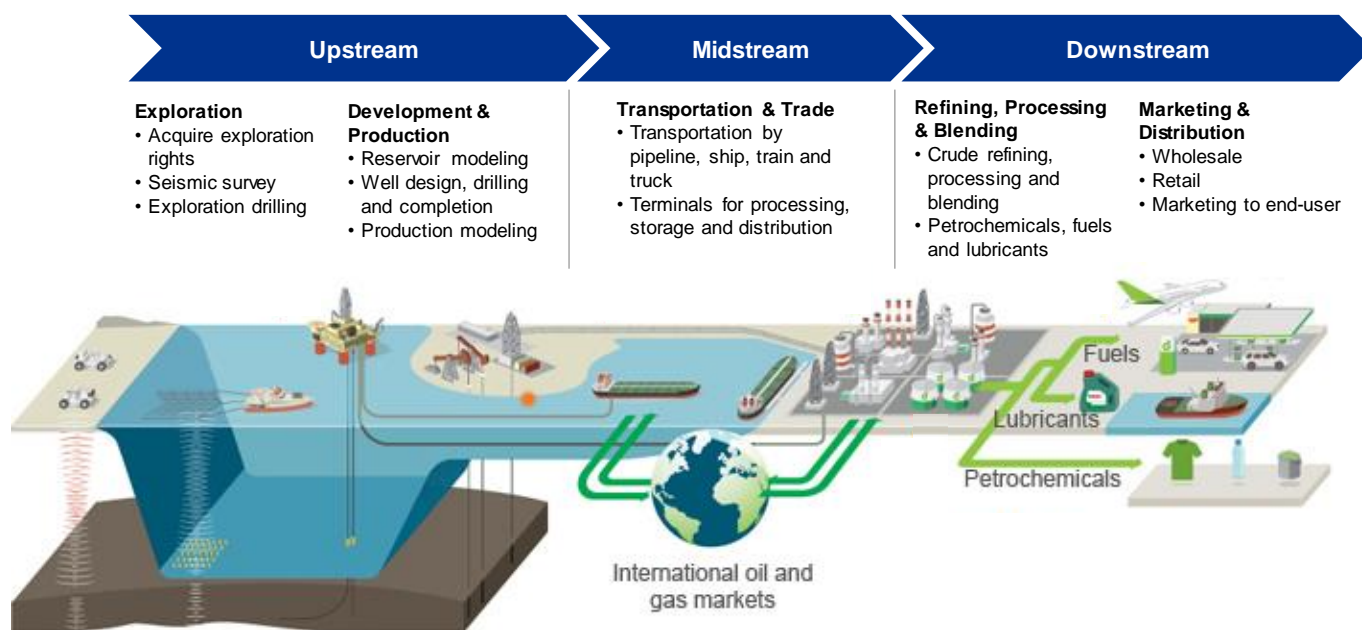 Upstream
Midstream
Downstream
Exploration
• Acquire exploration
rights
• Seismic survey
• Exploration drilling
Development &
Production
• Reservoir modeling
• Well design, drilling
and completion
• Production modeling
Transportation & Trade
• Transportation by
pipeline, ship, train and
truck
• Terminals for processing,
storage and distribution
Refining, Processing
& Blending
• Crude refining,
processing and
blending
• Petrochemicals, fuels
and lubricants
Marketing &
Distribution
• Wholesale
• Retail
• Marketing to end-user
Fuels
Lubricants
Petrochemicals
International oil and
gas markets